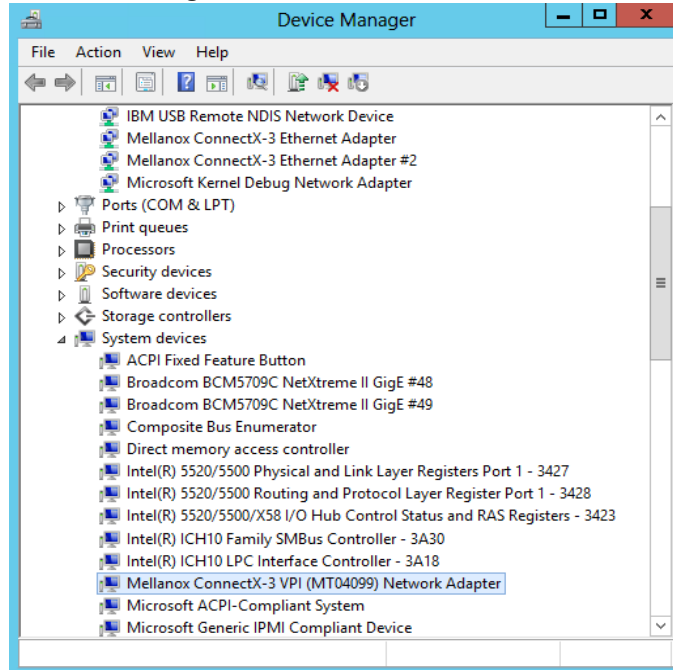 Device Manager
File Action View Help
IBM USB Remote NDIS Network Device
Mellanox ConnectX-3 Ethernet Adapter
Mellanox ConnectX-3 Ethernet Adapter #2
Microsoft Kernel Debug Network Adapter
Ports (COM & LPT)
Print queues
Processors
Security devices
Software devices
Storage controllers
System devices
ACPI Fixed Feature Button
Broadcom BCM5709C NetXtreme II GigE #48
Broadcom BCM5709C NetXtreme II GigE #49
Composite Bus Enumerator
Direct memory access controller
Intel(R) 5520/5500 Physical and Link Layer Registers Port 1 - 3427
Intel(R) 5520/5500 Routing and Protocol Layer Register Port 1 - 3428
Intel(R) 5520/5500/X58 I/O Hub Control Status and RAS Registers - 3423
Intel(R) ICH10 Family SMBus Controller - 3A30
Intel(R) ICH10 LPC Interface Controller - 3A18
Mellanox ConnectX-3 VPI (MT04099) Network Adapter
Microsoft ACPI-Compliant System
Microsoft Generic IPMI Compliant Device